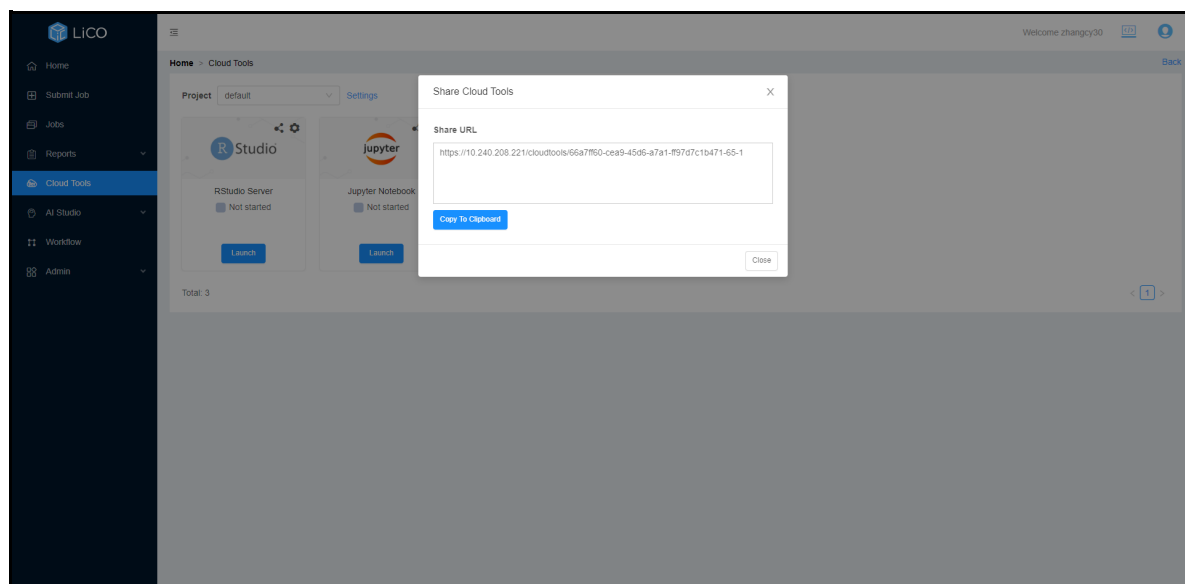 LiCO
Welcome zhangcy30
Home
Submit Job
Jobs
Reports
Cloud Tools
AI Studio
Workflow
Admin
Home > Cloud Tools
Back
Project default Settings
R Studio
RStudio Server
Not started
Launch
jupyter
Jupyter Notebook
Not started
Launch
Total: 3
< 1 >
Share Cloud Tools
X
Share URL
https://10.240.208.221/cloudtools/66a7ff60-cea9-45d6-a7a1-ff97d7c1b471-65-1
Copy To Clipboard
Close